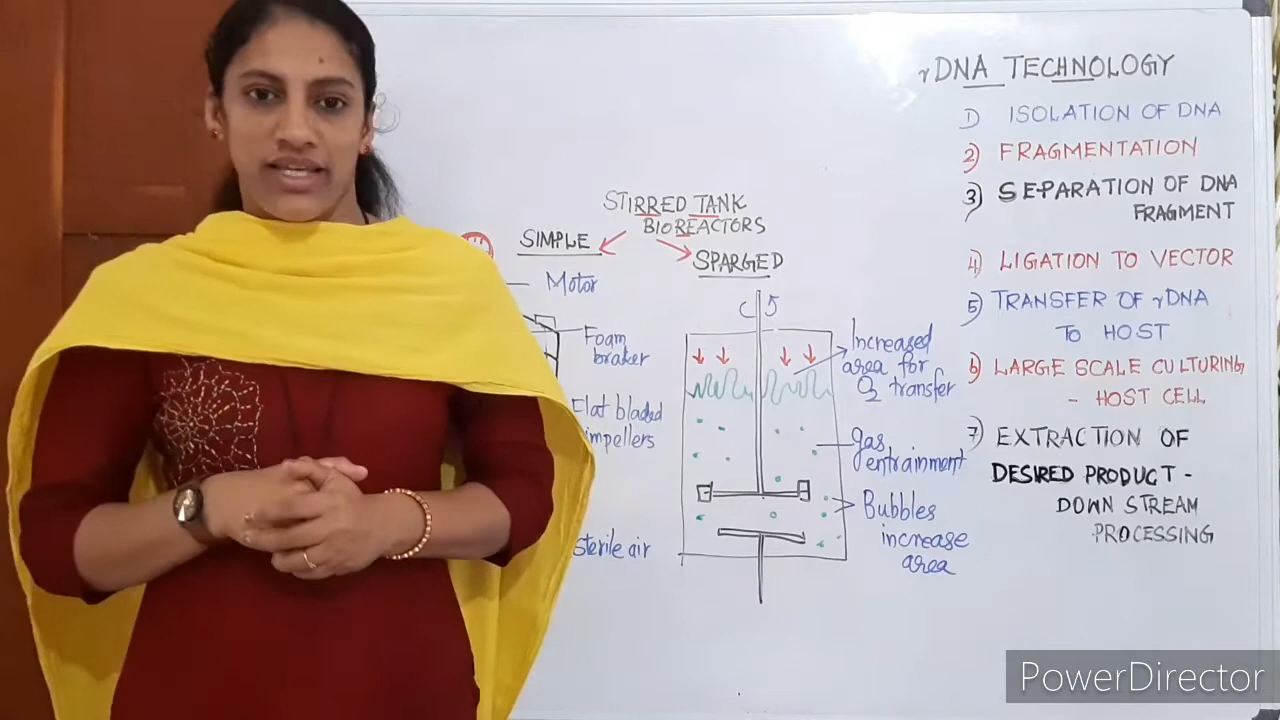 STIRRED TANK
BIOREACTORS
SIMPLE
SPARGED
Motor
Foam
braker
Flat bladed
impellers
sterile air
Increased
area for
O2 transfer
gas
entrainment
Bubbles
increase
area
rDNA TECHNOLOGY
1) ISOLATION OF DNA
2) FRAGMENTATION
3) SEPARATION OF DNA
FRAGMENT
4) LIGATION TO VECTOR
5) TRANSFER OF rDNA
TO HOST
6) LARGE SCALE CULTURING
- HOST CELL
7) EXTRACTION OF
DESIRED PRODUCT -
DOWN STREAM
PROCESSING
PowerDirector